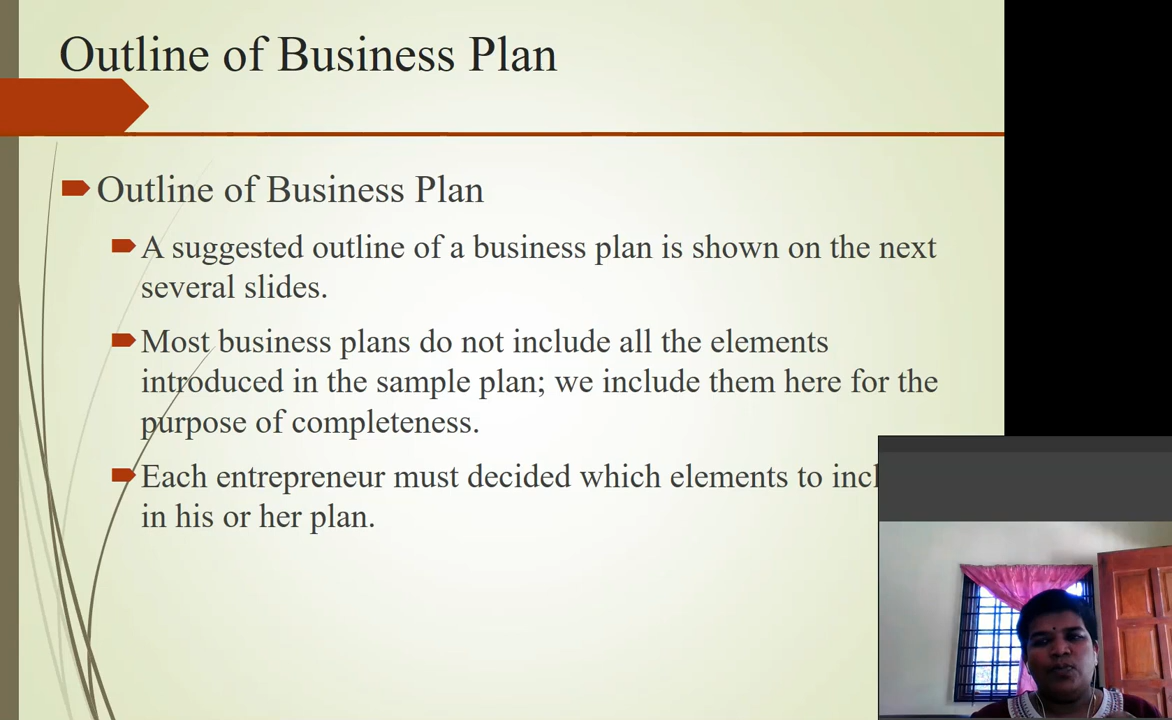 Outline of Business Plan
Outline of Business Plan
A suggested outline of a business plan is shown on the next
several slides.
Most business plans do not include all the elements
introduced in the sample plan; we include them here for the
purpose of completeness.
Each entrepreneur must decided which elements to
in his or her plan.